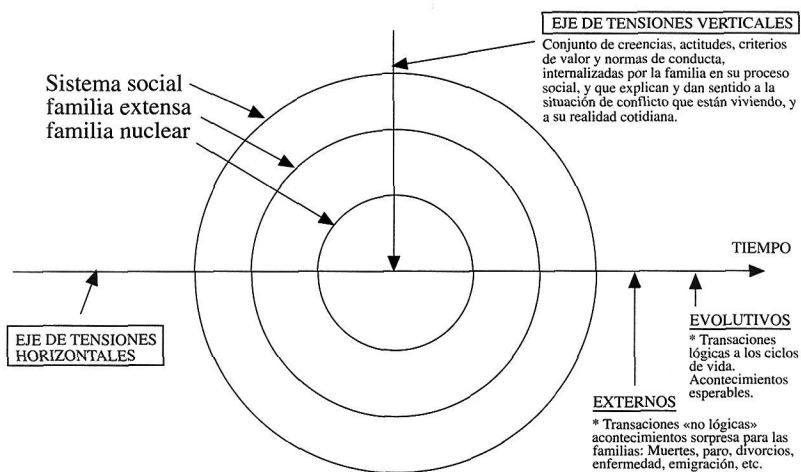 EJE DE TENSIONES VERTICALES
Conjunto de creencias, actitudes, criterios
de valor y normas de conducta,
internalizadas por la familia en su proceso
social, y que explican y dan sentido a la
situación de conflicto que están viviendo, y
a su realidad cotidiana.
Sistema social
familia extensa
familia nuclear
TIEMPO
EJE DE TENSIONES
HORIZONTALES
EVOLUTIVOS
* Transaciones
lógicas a los ciclos
de vida.
Acontecimientos
esperables.
EXTERNOS
* Transaciones «no lógicas»
acontecimientos sorpresa para las
familias: Muertes, paro, divorcios,
enfermedad, emigración, etc.